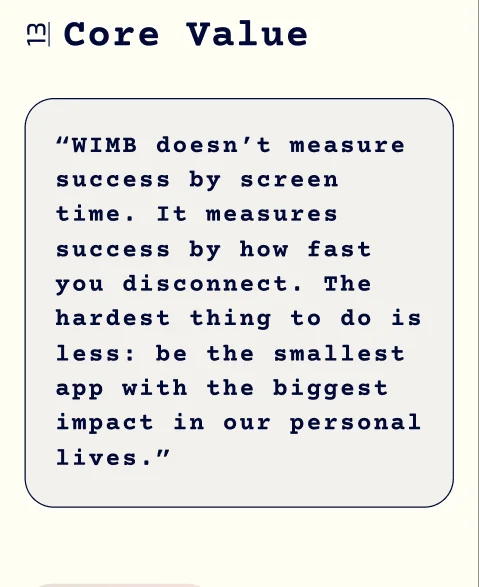 13 Core Value
“WIMB doesn’t measure
success by screen
time. It measures
success by how fast
you disconnect. The
hardest thing to do is
less: be the smallest
app with the biggest
impact in our personal
lives.”